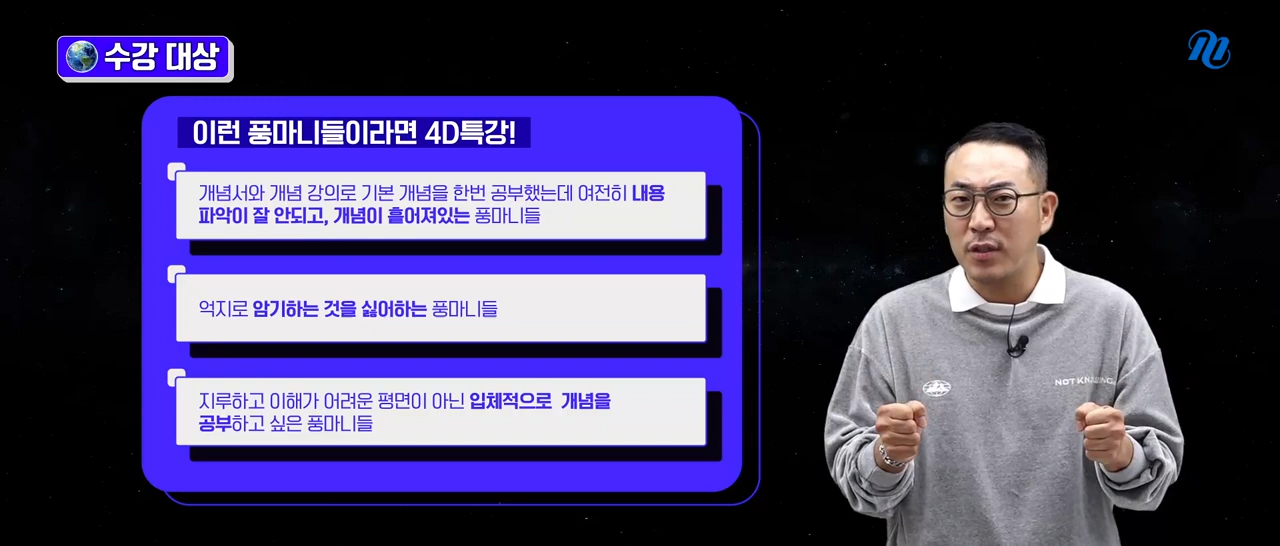 수강 대상
이런 풍마니들이라면 4D특강!
개념서와 개념 강의로 기본 개념을 한번 공부했는데 여전히 내용
파악이 잘 안되고, 개념이 흩어져있는 풍마니들
억지로 암기하는 것을 싫어하는 풍마니들
지루하고 이해가 어려운 평면이 아닌 입체적으로 개념을
공부하고 싶은 풍마니들